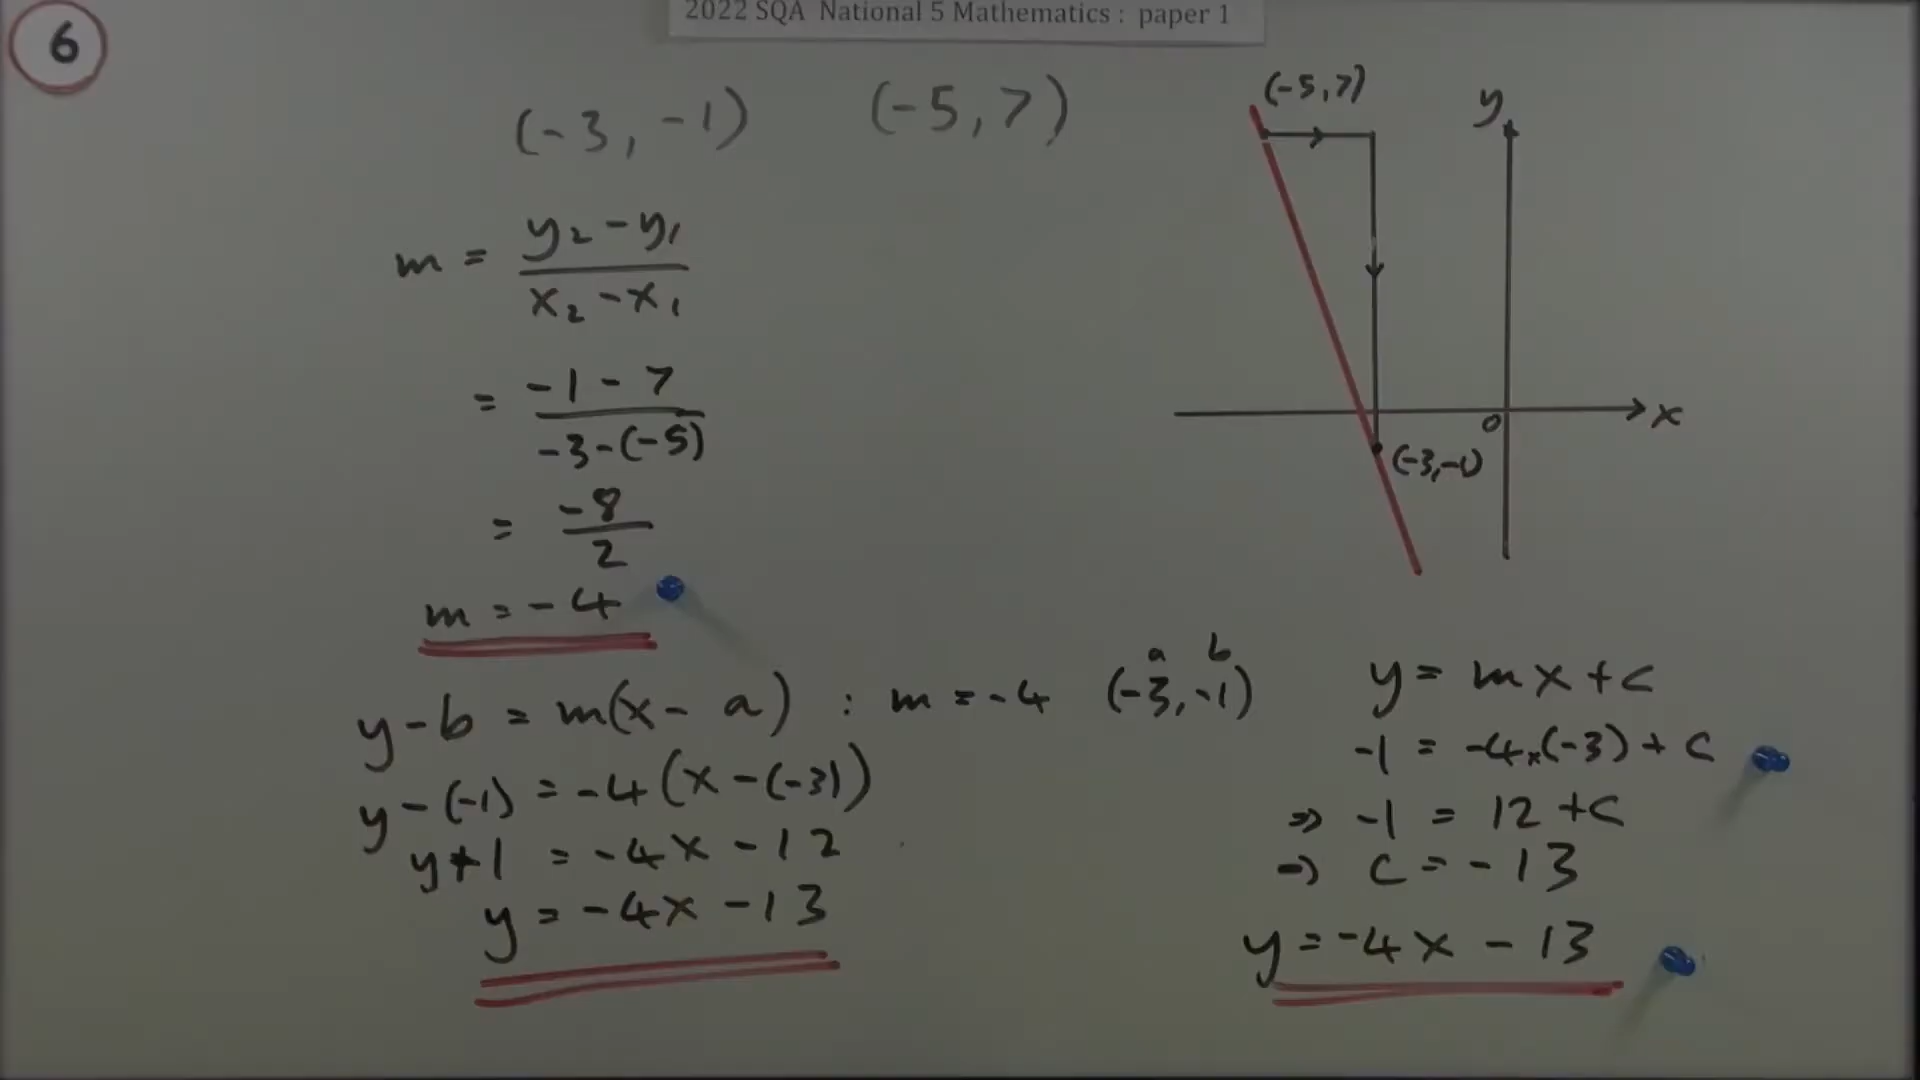 2022 SQA National 5 Mathematics : paper 1
6
(-3, -1) (-5, 7)
m = y₂ - y₁ / x₂ - x₁
= -1 - 7 / -3 - (-5)
= -8 / 2
m = -4
y - b = m(x - a) : m = -4 (-3, -1)
a b
y - (-1) = -4(x - (-3))
y + 1 = -4x - 12
y = -4x - 13
(-5, 7)
y
x
0
(-3, -1)
y = mx + c
-1 = -4 × (-3) + c
⇒ -1 = 12 + c
⇒ c = -13
y = -4x - 13